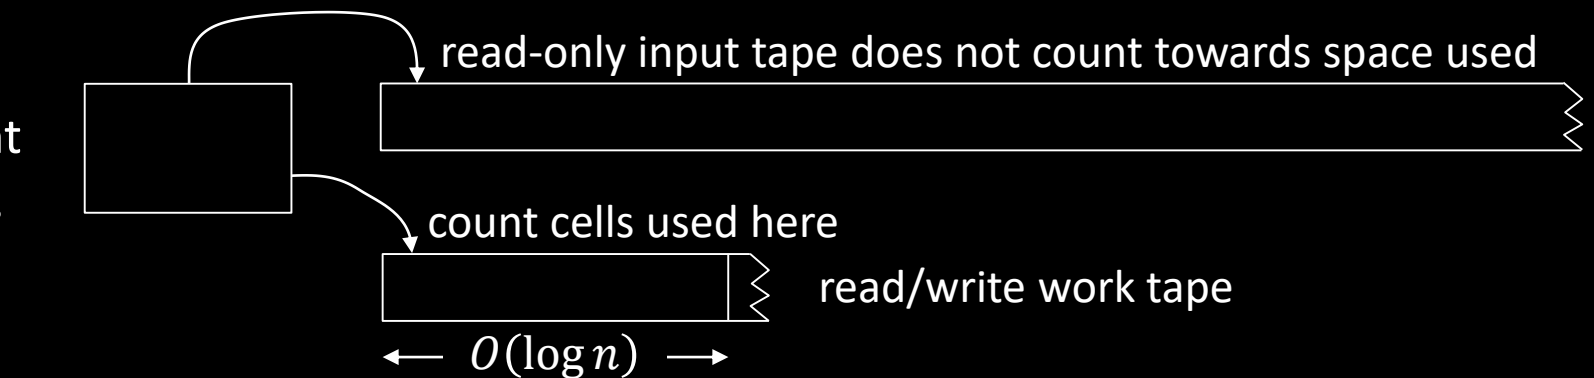 read-only input tape does not count towards space used
count cells used here
read/write work tape
O(log n)